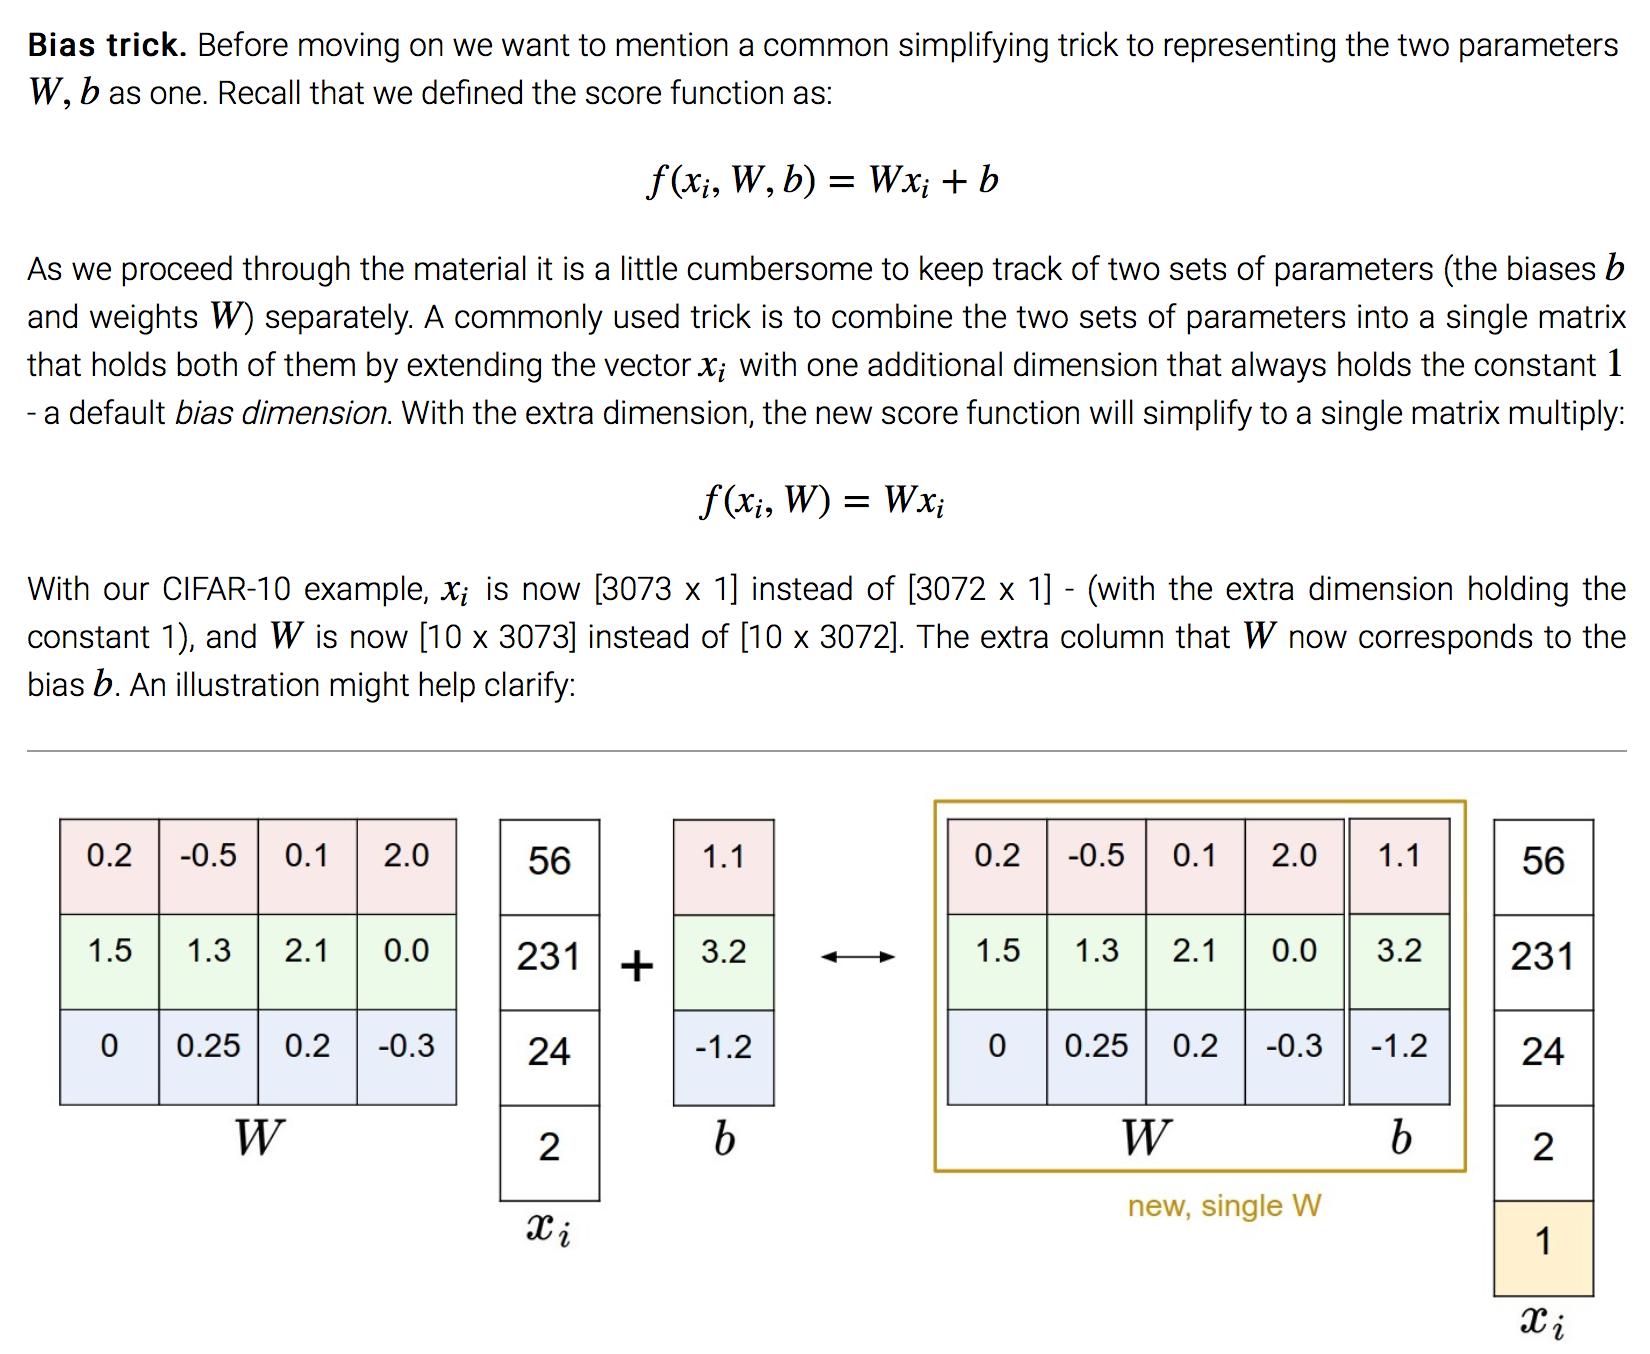 Bias trick. Before moving on we want to mention a common simplifying trick to representing the two parameters
W, b as one. Recall that we defined the score function as:
f(xᵢ, W, b) = Wxᵢ + b
As we proceed through the material it is a little cumbersome to keep track of two sets of parameters (the biases b
and weights W) separately. A commonly used trick is to combine the two sets of parameters into a single matrix
that holds both of them by extending the vector xᵢ with one additional dimension that always holds the constant 1
- a default bias dimension. With the extra dimension, the new score function will simplify to a single matrix multiply:
f(xᵢ, W) = Wxᵢ
With our CIFAR-10 example, xᵢ is now [3073 x 1] instead of [3072 x 1] - (with the extra dimension holding the
constant 1), and W is now [10 x 3073] instead of [10 x 3072]. The extra column that W now corresponds to the
bias b. An illustration might help clarify:
0.2 -0.5 0.1 2.0 56 1.1 0.2 -0.5 0.1 2.0 1.1 56
1.5 1.3 2.1 0.0 231 + 3.2 ↔ 1.5 1.3 2.1 0.0 3.2 231
0 0.25 0.2 -0.3 24 -1.2 0 0.25 0.2 -0.3 -1.2 24
W 2 b W b 2
xᵢ new, single W 1
xᵢ